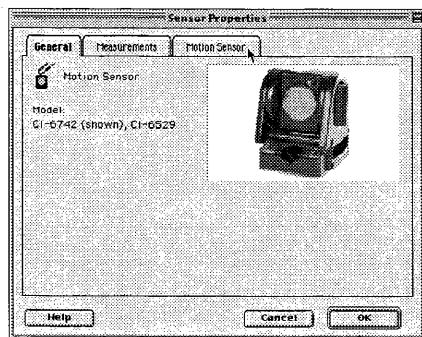 Sensor Properties
General Measurements Motion Sensor
Motion Sensor
Model:
CI-6742 (shown), CI-6529
Help Cancel OK